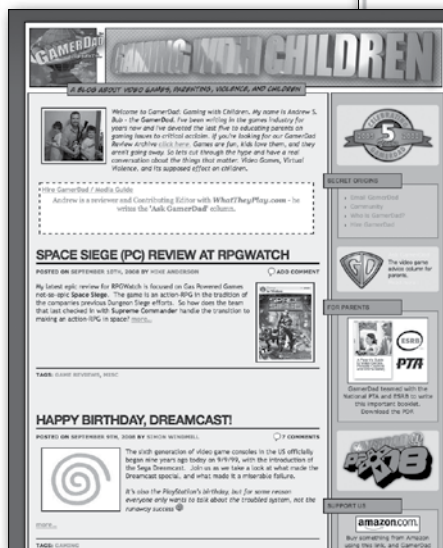 GAMERDAD
GAMING WITH CHILDREN
A BLOG ABOUT VIDEO GAMES, PARENTING, VIOLENCE, AND CHILDREN
Welcome to GamerDad: Gaming with Children. My name is Andrew S.
Bub - the GamerDad. I've been writing in the games industry for
years now and I've devoted the last five to educating parents on
gaming issues to critical acclaim. If you're looking for our GamerDad
Review Archive click here. Games are fun, kids love them, and they
aren't going away. So lets cut through the hype and have a real
conversation about the things that matter. Video Games, Virtual
Violence, and its supposed effect on children.
Hire GamerDad / Media Guide
Andrew is a reviewer and Contributing Editor with WhatTheyPlay.com - he
writes the 'Ask GamerDad' column.
SPACE SIEGE (PC) REVIEW AT RPGWATCH
POSTED ON SEPTEMBER 10TH, 2008 BY MIKE ANDERSON
ADD COMMENT
My latest epic review for RPGWatch is focused on Gas Powered Games
not-so-epic Space Siege. The game is an action-RPG in the tradition of
the companies previous Dungeon Siege efforts. So how does the team
that last checked in with Supreme Commander handle the transition to
making an action-RPG in space? more...
TAGS: GAME REVIEWS, MISC
HAPPY BIRTHDAY, DREAMCAST!
POSTED ON SEPTEMBER 9TH, 2008 BY SIMON WINDMILL
7 COMMENTS
The sixth generation of video game consoles in the US officially
began nine years ago today on 9/9/99, with the introduction of
the Sega Dreamcast. Join us as we take a look at what made the
Dreamcast special, and what made it a miserable failure.
It's also the PlayStation's birthday, but for some reason
everyone only wants to talk about the troubled system, not the
runaway success
more...
TAGS: GAMING
5
SECRET ORIGINS
Email GamerDad
Community
Who is GamerDad?
Hire GamerDad
GD
The video game
advice column for
parents.
FOR PARENTS
ESRB
PTA
GamerDad teamed with the
National PTA and ESRB to write
this important booklet.
Download the PDF
SUPPORT US
amazon.com.
Buy something from Amazon
using this link, and GamerDad